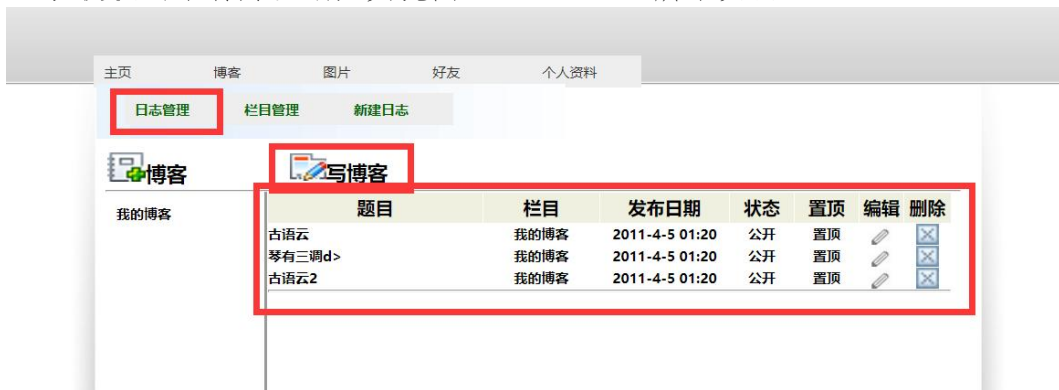 主页 博客 图片 好友 个人资料
日志管理 栏目管理 新建日志
博客 写博客
我的博客
题目 栏目 发布日期 状态 置顶 编辑 删除
古语云 我的博客 2011-4-5 01:20 公开 置顶
琴有三调d> 我的博客 2011-4-5 01:20 公开 置顶
古语云2 我的博客 2011-4-5 01:20 公开 置顶